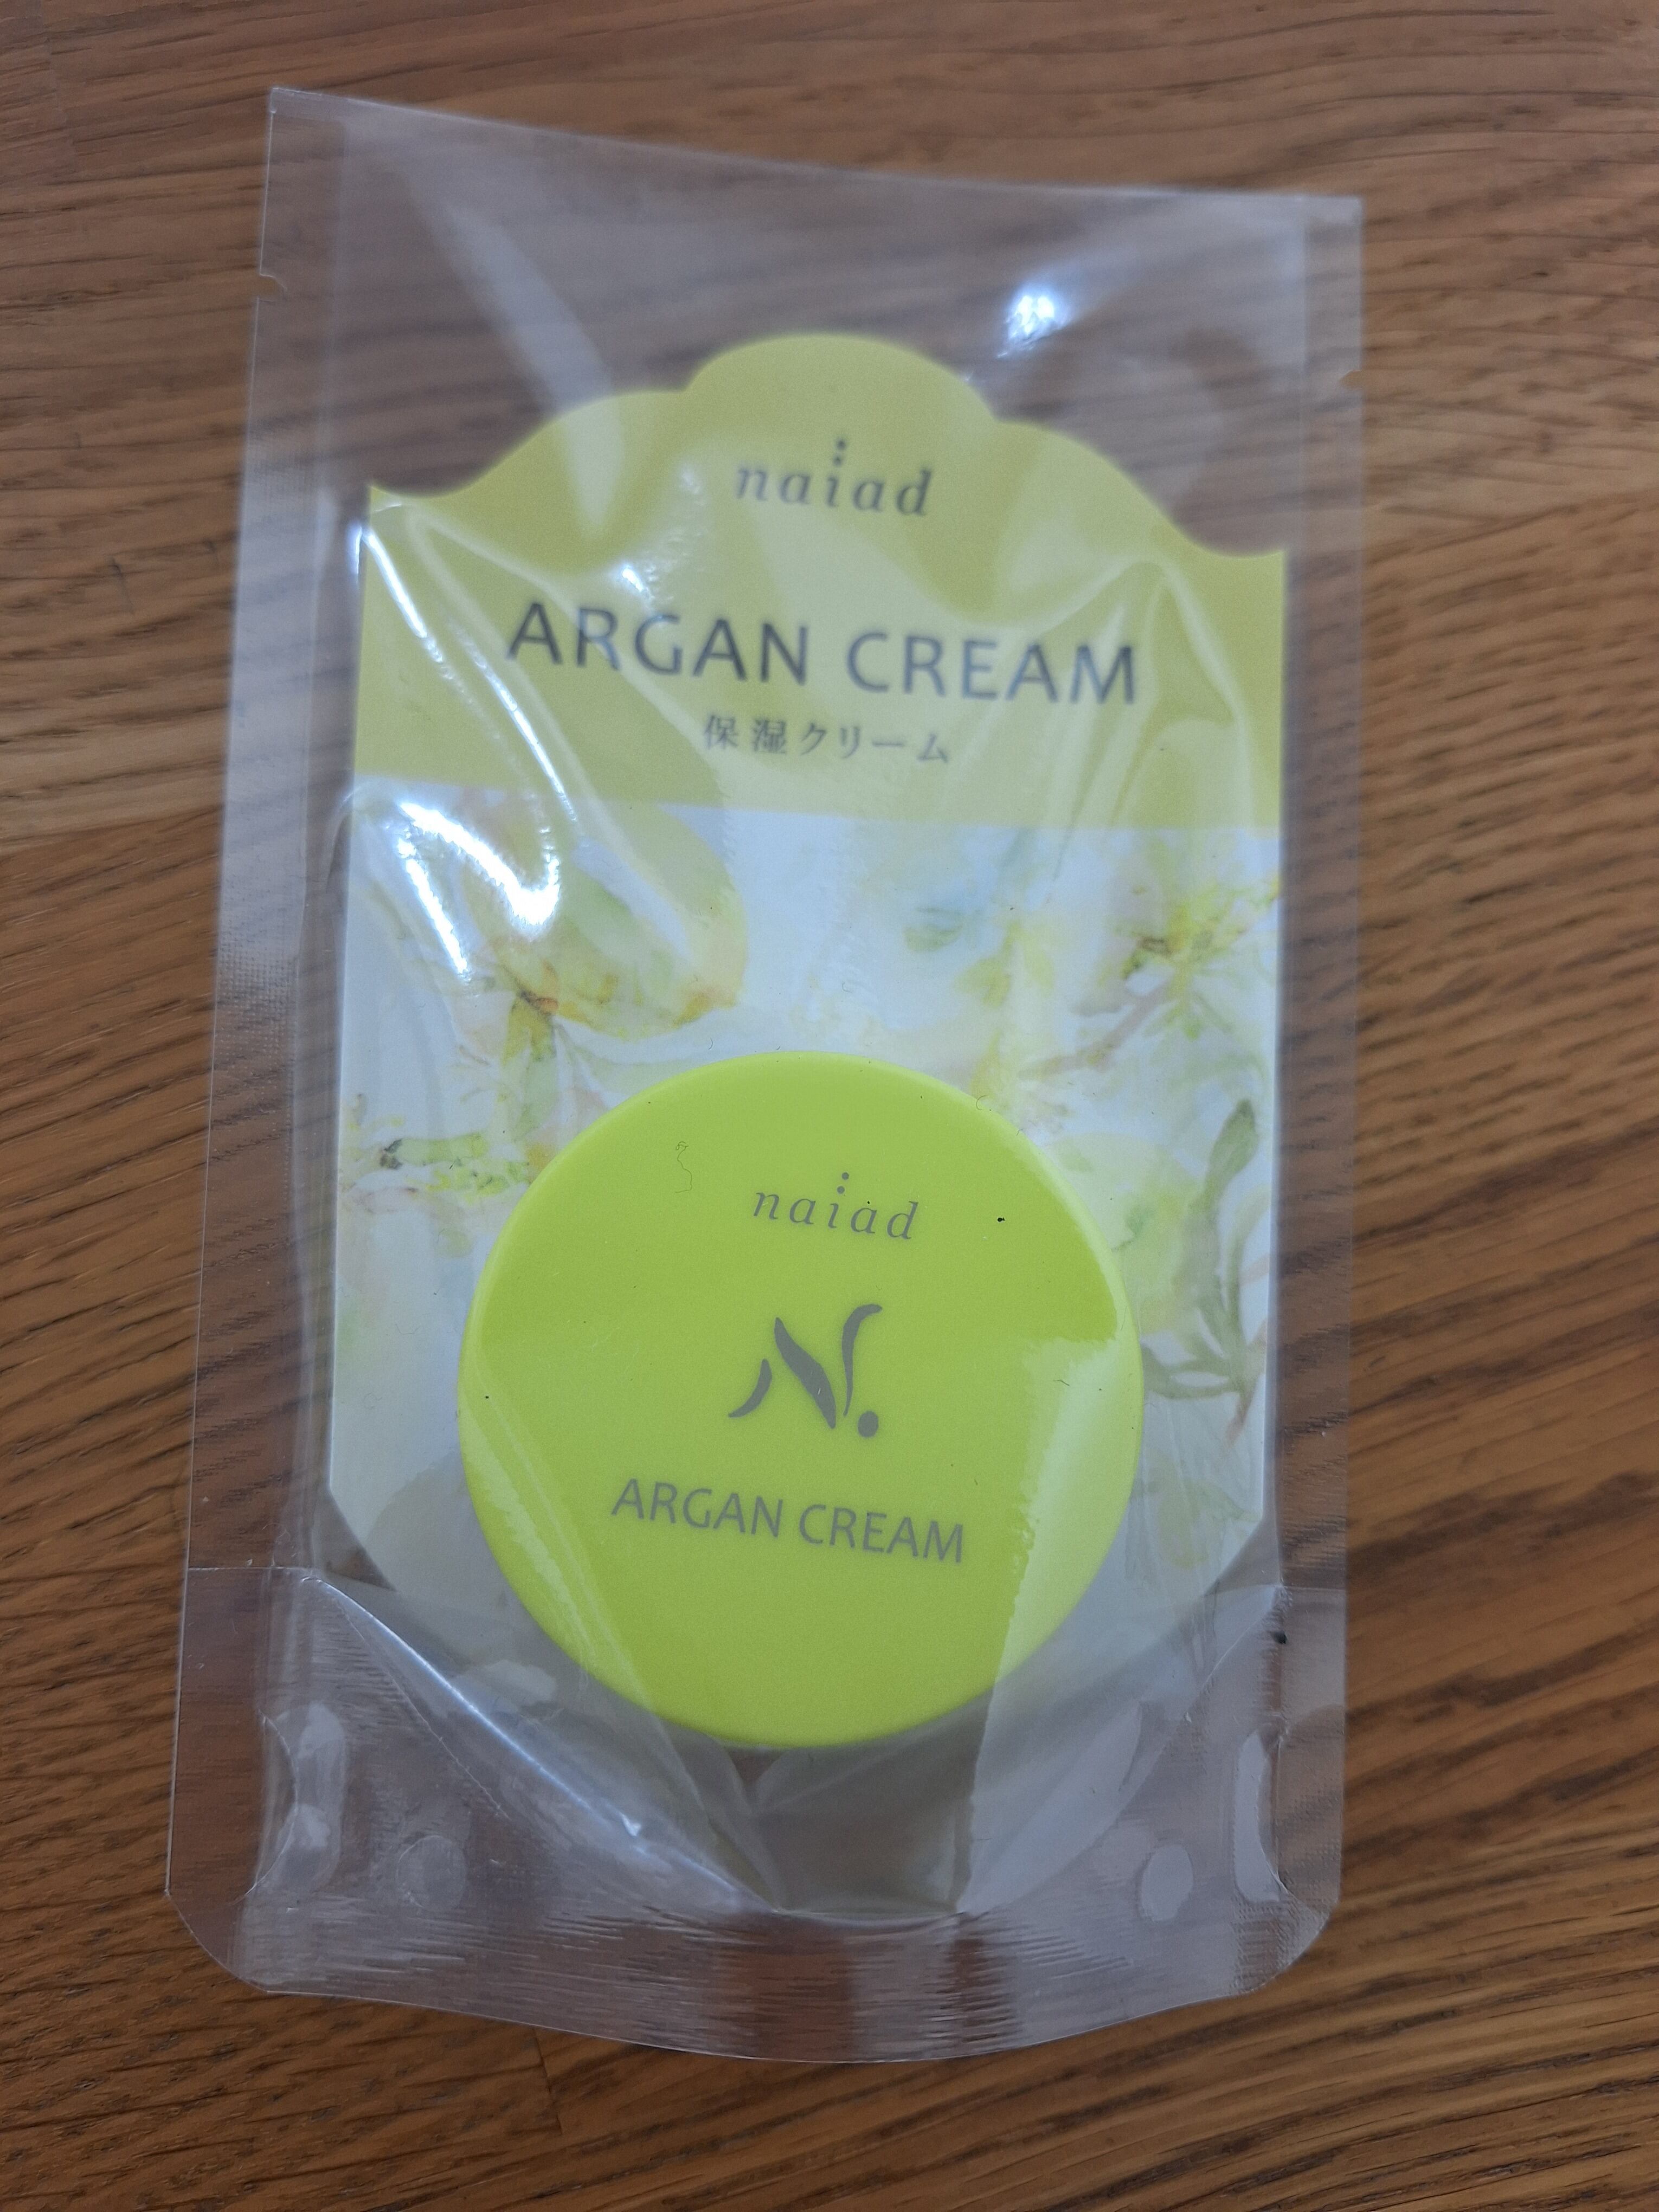 naiad
ARGAN CREAM
保湿クリーム
naiad
N.
ARGAN CREAM